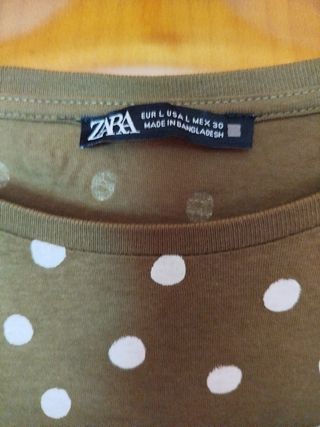 ZARA
EUR L USA L MEX 30
MADE IN BANGLADESH